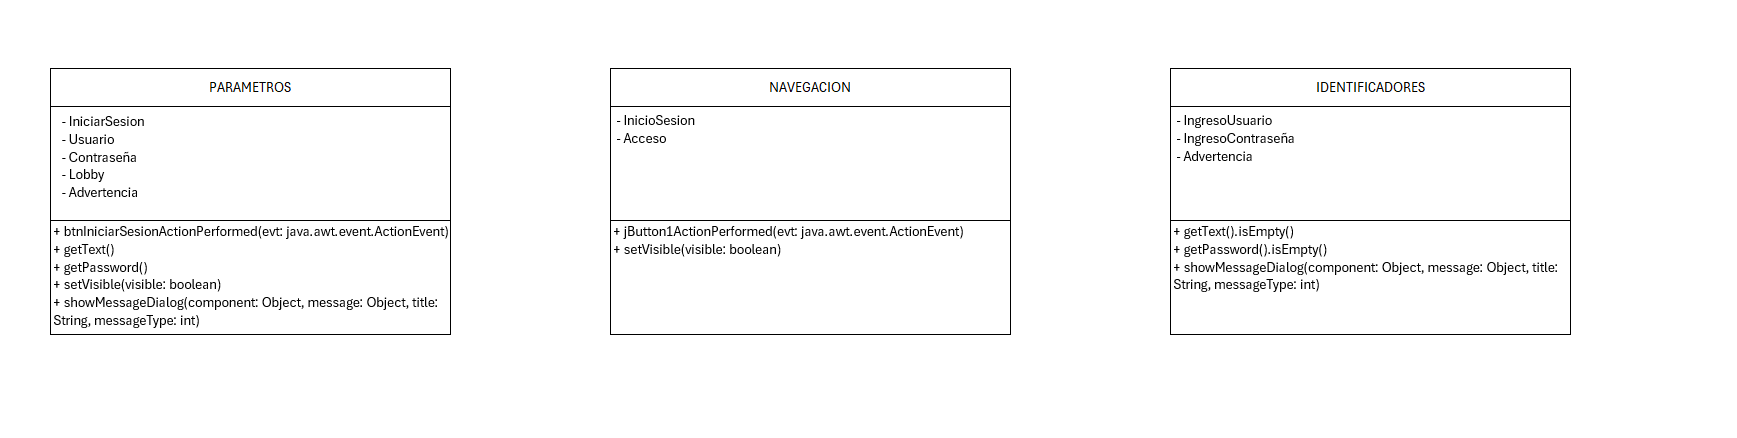 PARAMETROS
- IniciarSesion
- Usuario
- Contraseña
- Lobby
- Advertencia
+ btnIniciarSesionActionPerformed(evt: java.awt.event.ActionEvent)
+ getText()
+ getPassword()
+ setVisible(visible: boolean)
+ showMessageDialog(component: Object, message: Object, title:
String, messageType: int)
NAVEGACION
- InicioSesion
- Acceso
+ jButton1ActionPerformed(evt: java.awt.event.ActionEvent)
+ setVisible(visible: boolean)
IDENTIFICADORES
- IngresoUsuario
- IngresoContraseña
- Advertencia
+ getText().isEmpty()
+ getPassword().isEmpty()
+ showMessageDialog(component: Object, message: Object, title:
String, messageType: int)